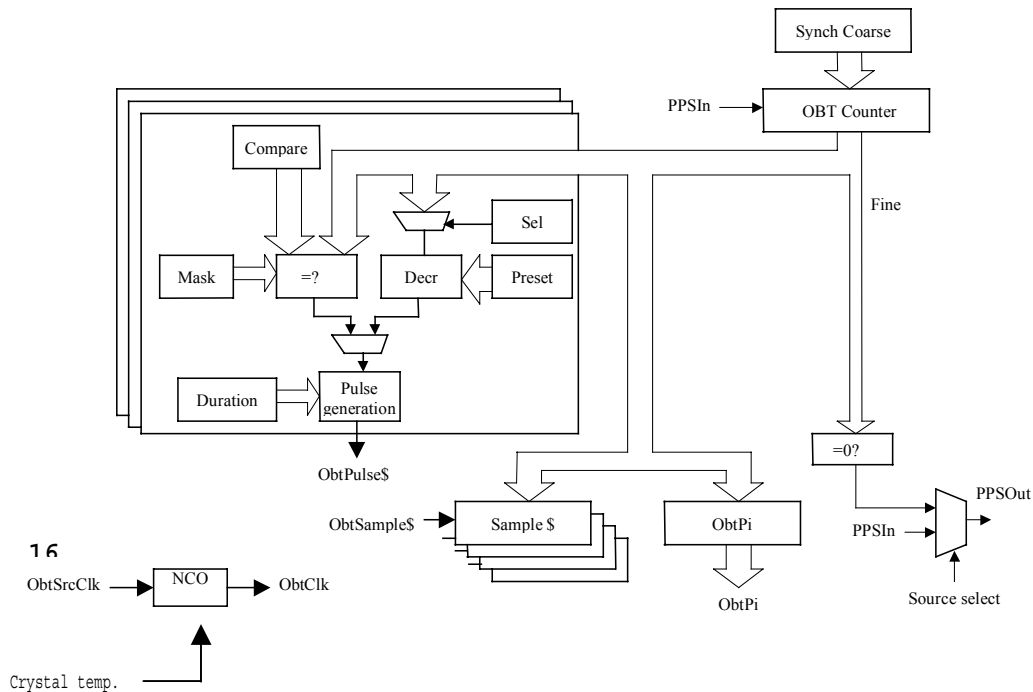 Synch Coarse
PPSIn
OBT Counter
Compare
Fine
Sel
Mask
=?
Decr
Preset
Duration
Pulse
generation
=0?
ObtPulse$
PPSOut
ObtSample$
Sample $
ObtPi
PPSIn
16
ObtSrcClk
NCO
ObtClk
ObtPi
Source select
Crystal temp.